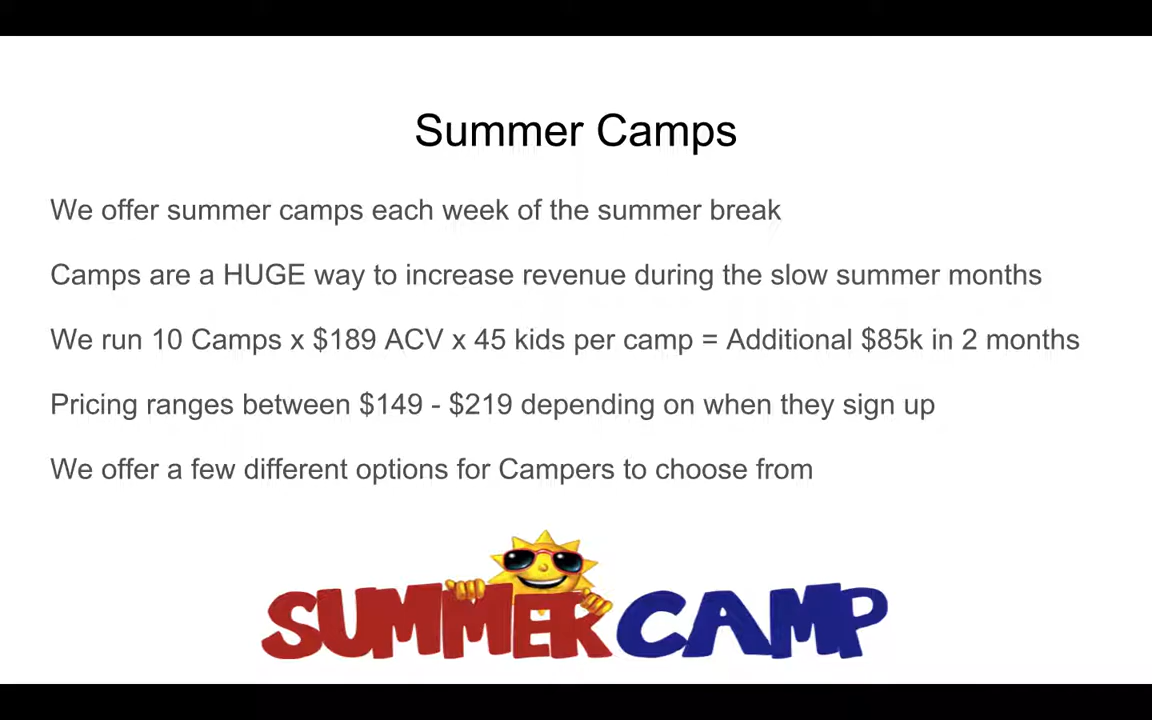 Summer Camps
We offer summer camps each week of the summer break
Camps are a HUGE way to increase revenue during the slow summer months
We run 10 Camps x $189 ACV x 45 kids per camp = Additional $85k in 2 months
Pricing ranges between $149 - $219 depending on when they sign up
We offer a few different options for Campers to choose from
SUMMER CAMP